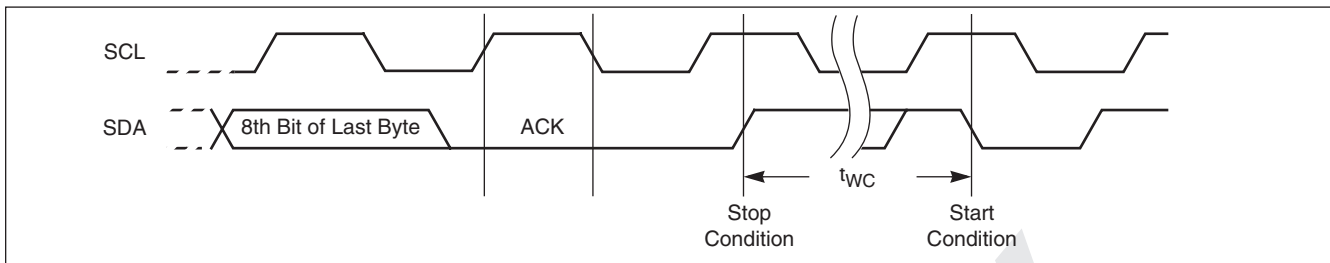 SCL
SDA
8th Bit of Last Byte
ACK
tWC
Stop
Condition
Start
Condition